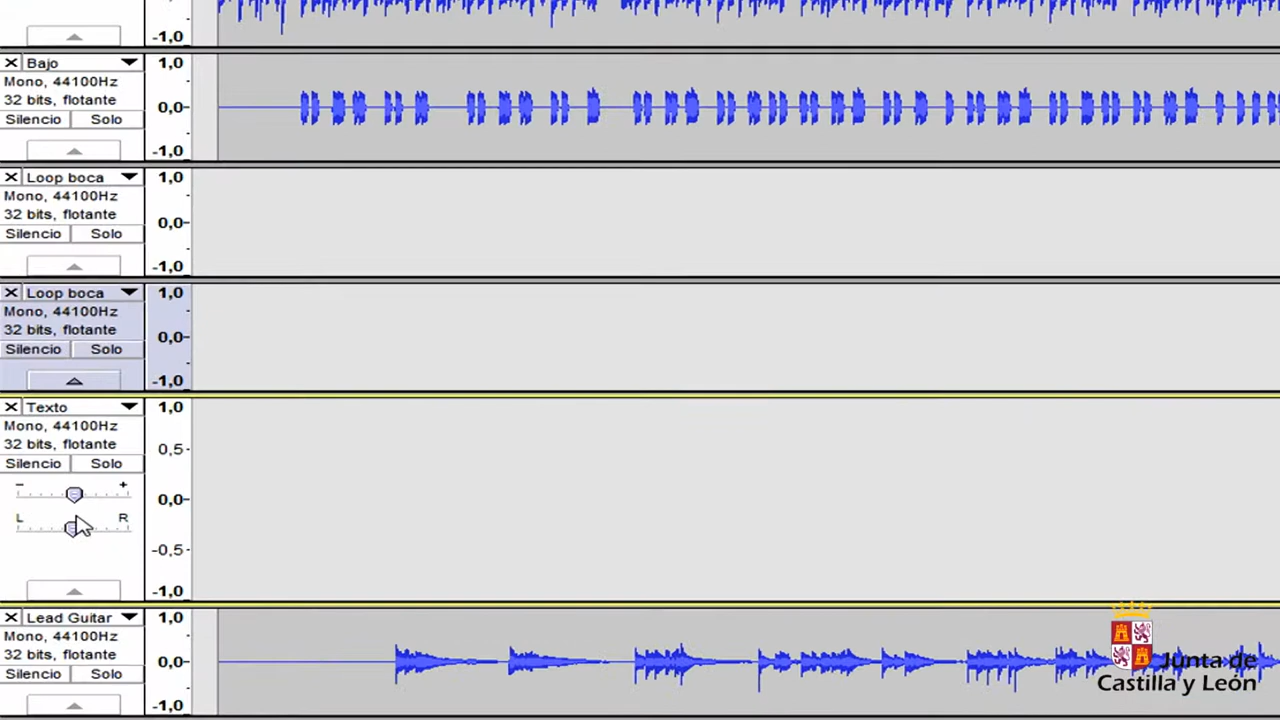 -1,0
Bajo
1,0
Mono, 44100Hz
32 bits, flotante
0,0
Silencio Solo
-1,0
Loop boca
1,0
Mono, 44100Hz
32 bits, flotante
0,0
Silencio Solo
-1,0
Loop boca
1,0
Mono, 44100Hz
32 bits, flotante
0,0
Silencio Solo
-1,0
Texto
1,0
Mono, 44100Hz
32 bits, flotante
0,5
Silencio Solo
- +
0,0
L R
-0,5
-1,0
Lead Guitar
1,0
Mono, 44100Hz
32 bits, flotante
0,0
Silencio Solo
-1,0
Junta de
Castilla y León